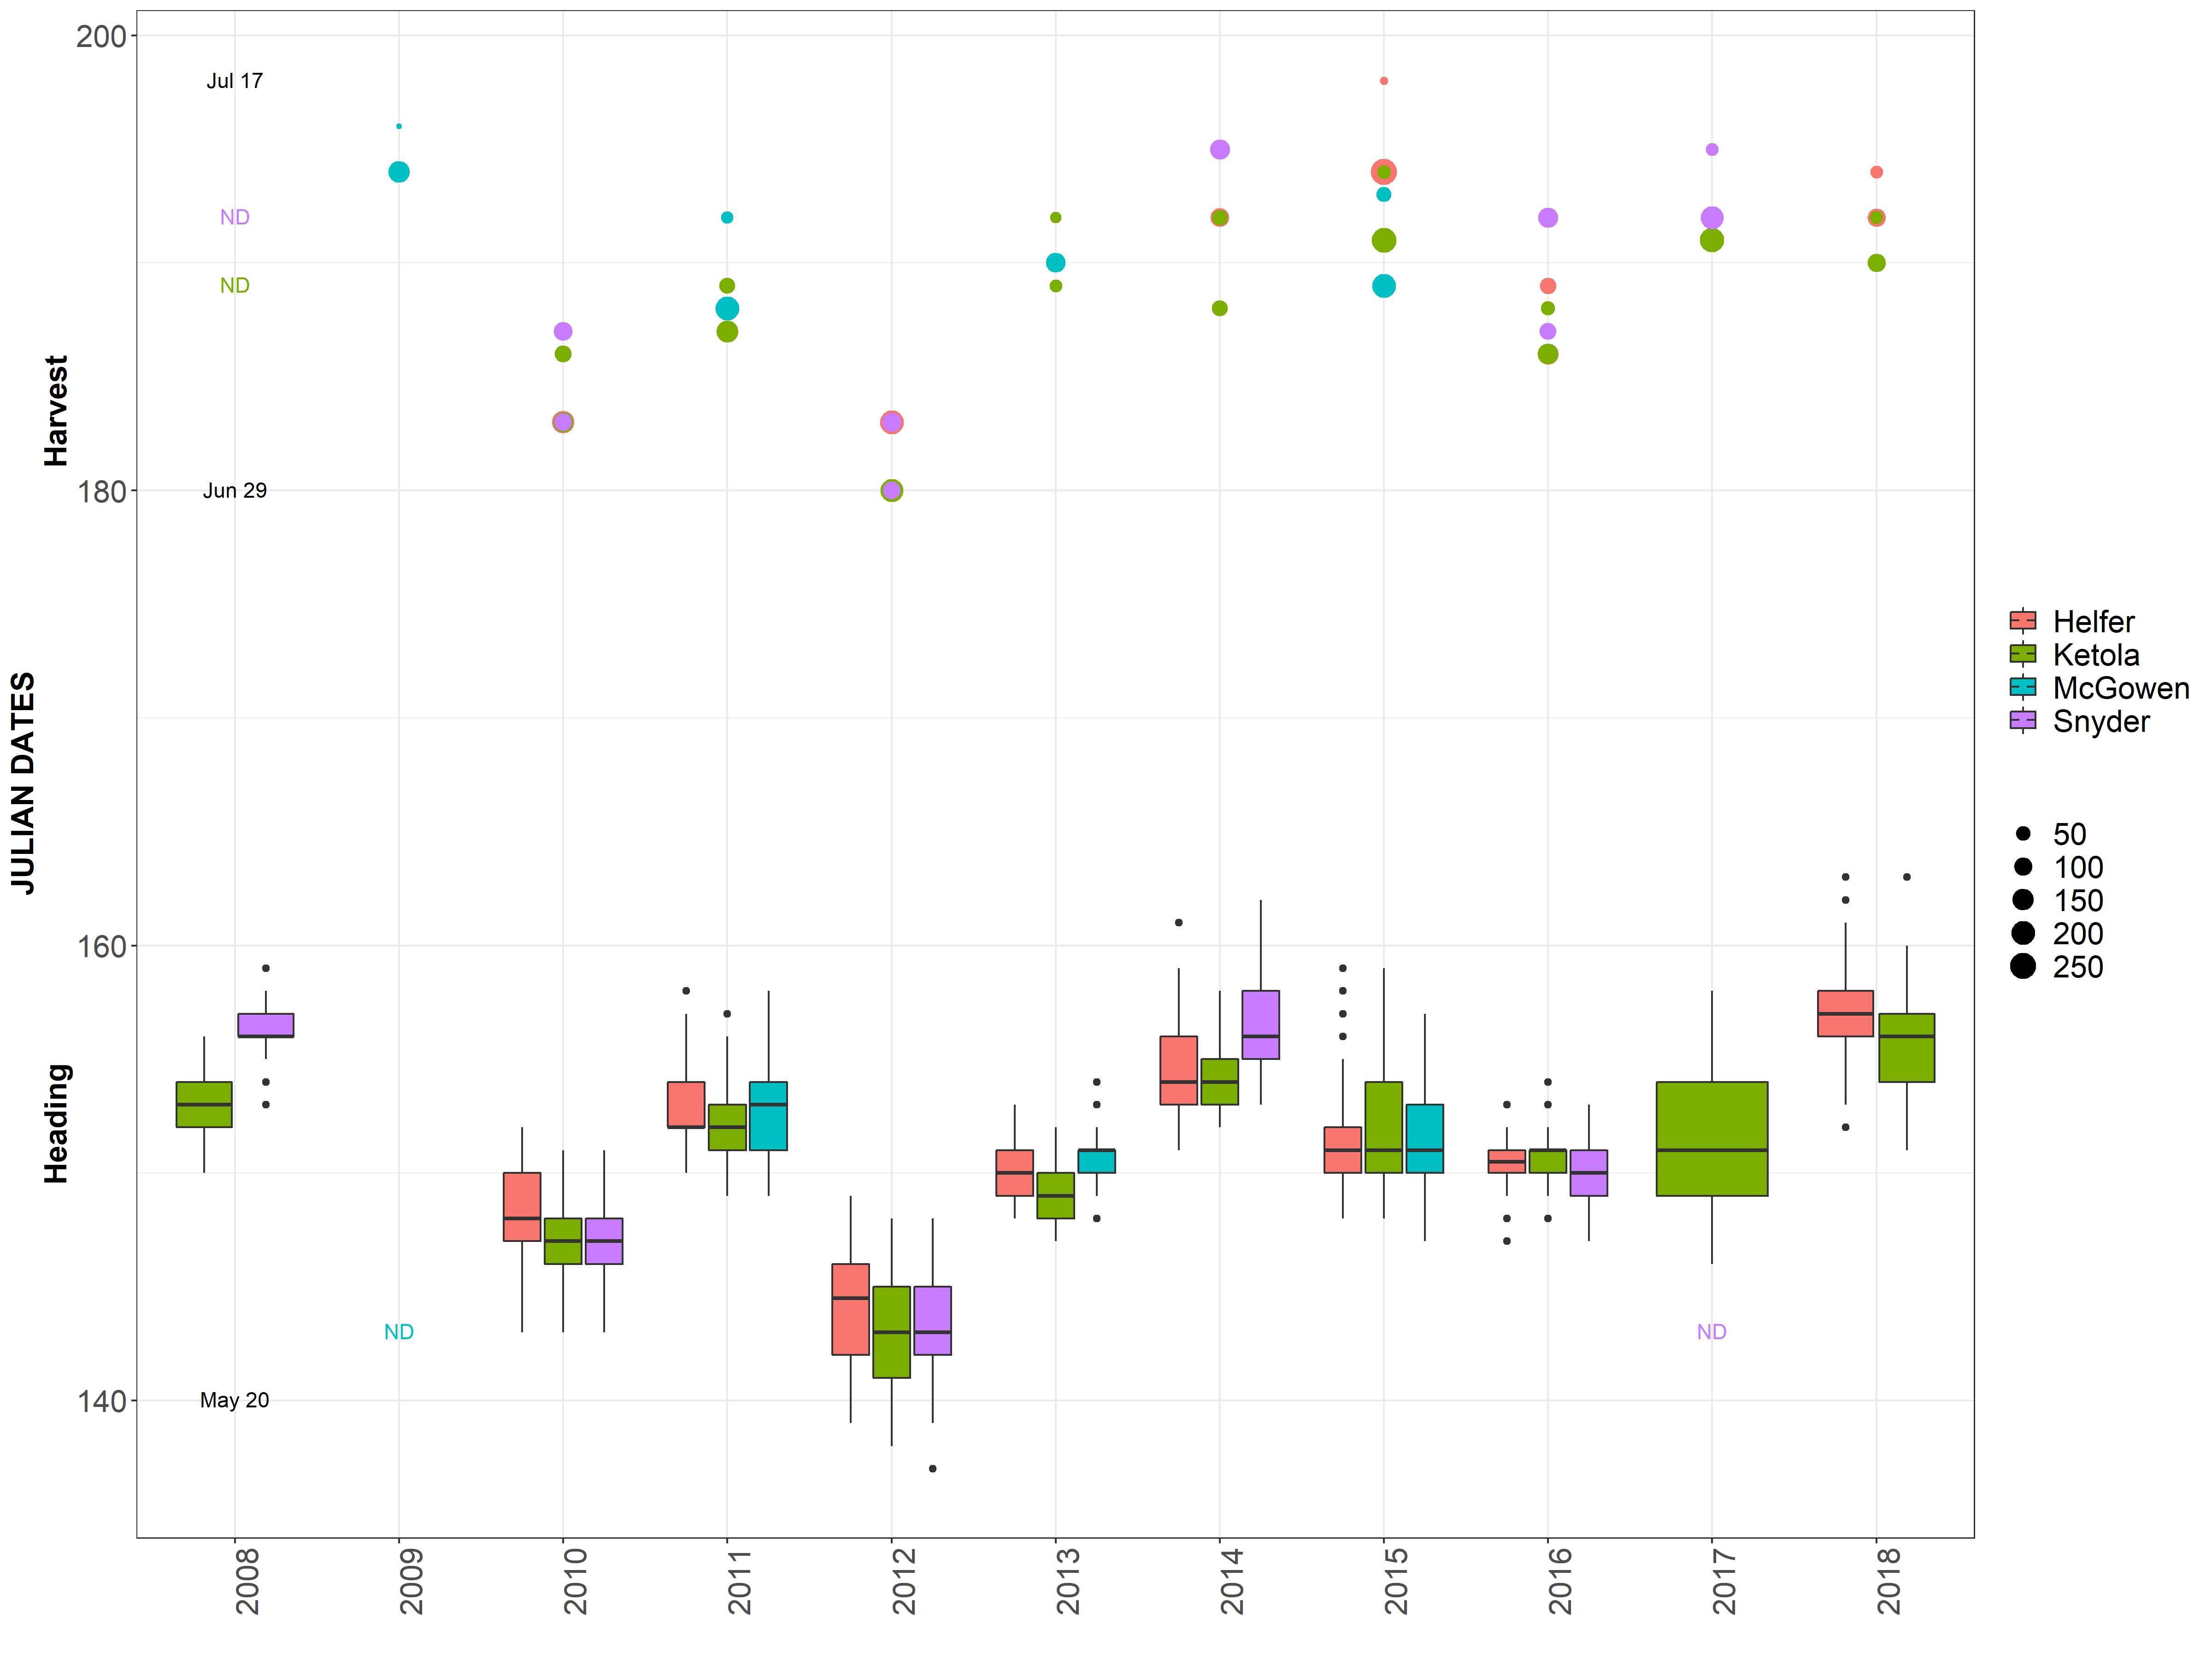 200
Jul 17
ND
ND
Harvest
180
Jun 29
JULIAN DATES
Helfer
Ketola
McGowen
Snyder
50
100
150
200
250
160
Heading
ND
ND
140
May 20
2008
2009
2010
2011
2012
2013
2014
2015
2016
2017
2018